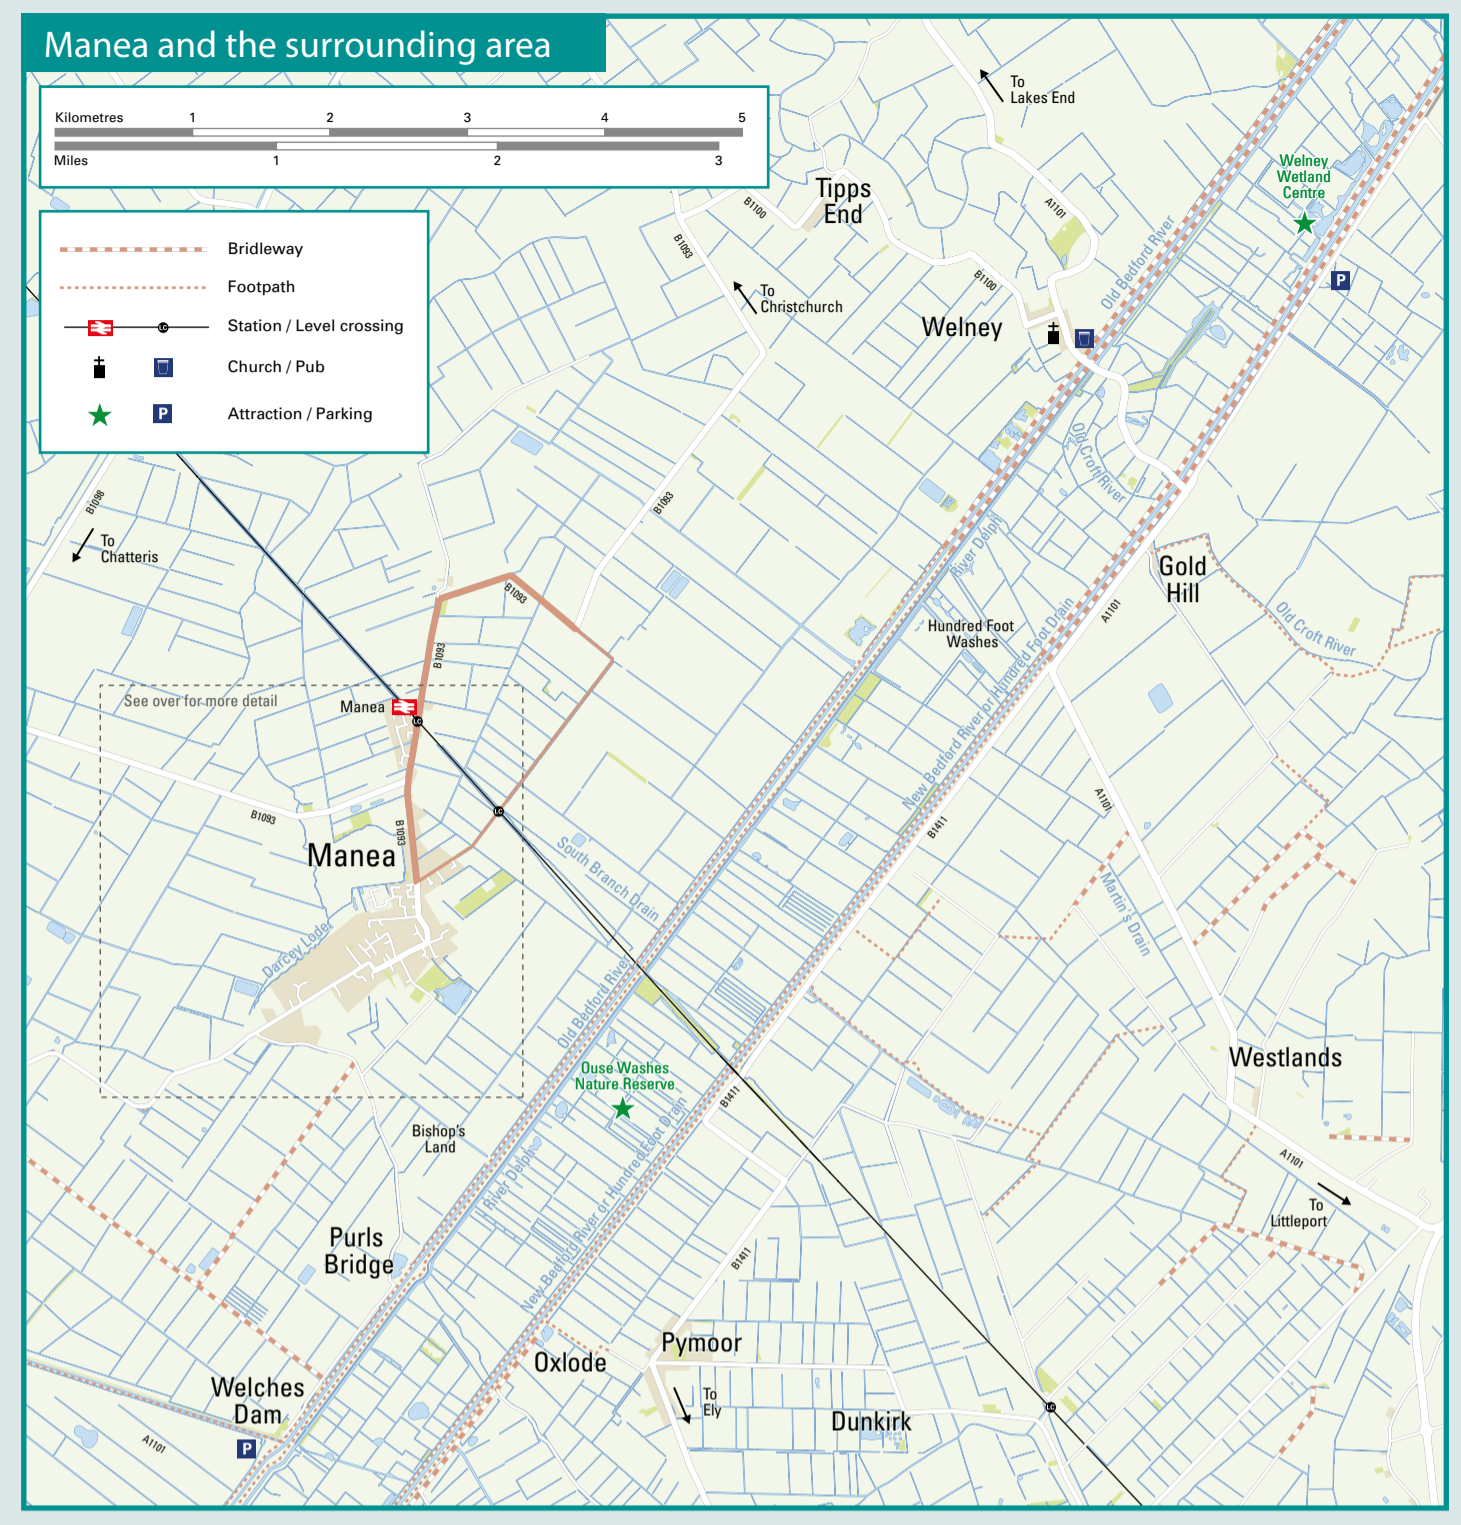 Manea and the surrounding area
Kilometres 1 2 3 4 5
Miles 1 2 3
Bridleway
Footpath
LC
Station / Level crossing
Church / Pub
P
Attraction / Parking
To
Lakes End
Welney
Wetland
Centre
P
Tipps
End
B1100
A1101
B1093
Old Bedford River
B1100
To
Christchurch
Welney
B1098
To
Chatteris
B1093
Old Croft River
River Delph
Gold
Hill
B1093
A1101
Old Croft River
Hundred Foot
Washes
B1093
New Bedford River or Hundred Foot Drain
See over for more detail
Manea
LC
B1093
LC
B1093
A1101
B1411
Manea
South Branch Drain
Martin's Drain
Darcey Lode
Old Bedford River
Westlands
Ouse Washes
Nature Reserve
B1411
Bishop's
Land
A1101
River Delph
New Bedford River or Hundred Foot Drain
To
Littleport
Purls
Bridge
B1411
Pymoor
Oxlode
Welches
Dam
To
Ely
LC
Dunkirk
A1101
P